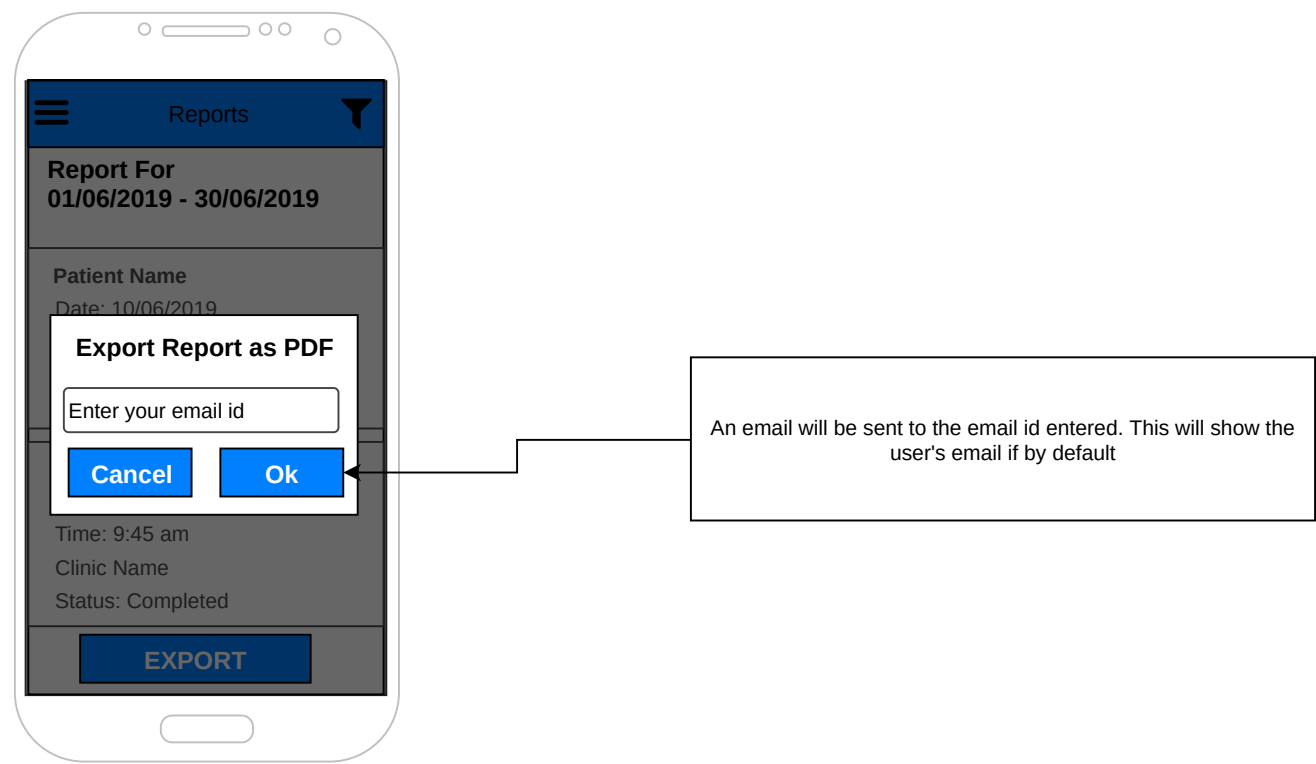 Reports
Report For
01/06/2019 - 30/06/2019
Patient Name
Date: 10/06/2019
Export Report as PDF
Enter your email id
Cancel
Ok
Time: 9:45 am
Clinic Name
Status: Completed
EXPORT
An email will be sent to the email id entered. This will show the
user's email if by default